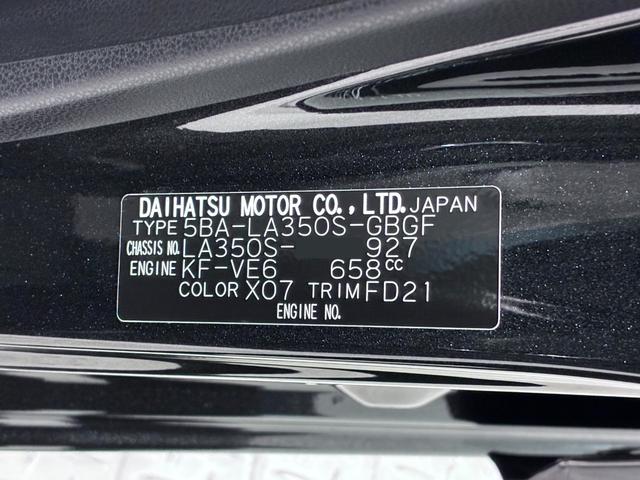 DAIHATSU MOTOR CO., LTD. JAPAN
TYPE 5BA-LA350S-GBGF
CHASSIS NO. LA350S- 927
ENGINE KF-VE6 658cc
COLOR X07 TRIM FD21
ENGINE NO.